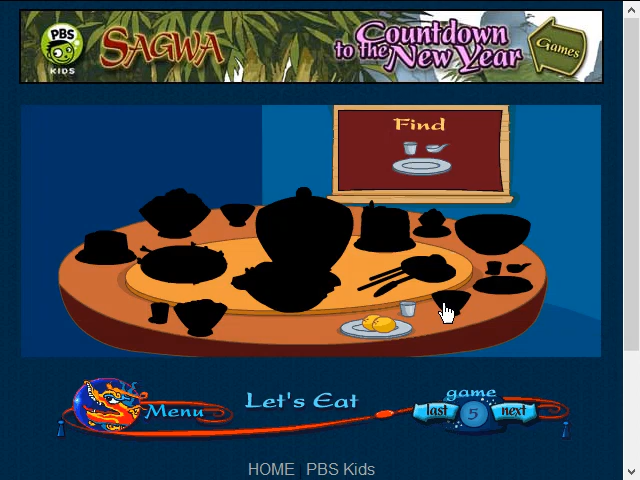 PBS
KIDS
SAGWA
Countdown
to the
New Year
Games
Find
Menu
Let's Eat
game
last 5 next
HOME PBS Kids